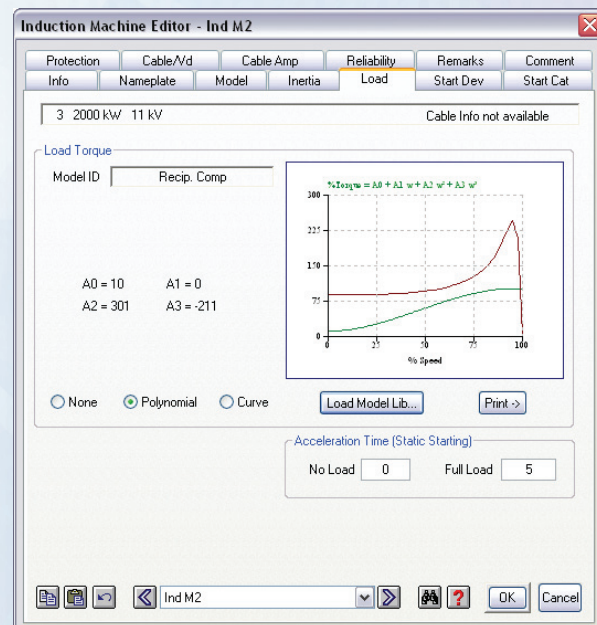 Induction Machine Editor - Ind M2
Protection Cable/Vd Cable Amp Reliability Remarks Comment
Info Nameplate Model Inertia Load Start Dev Start Cat
3 2000 kW 11 kV Cable Info not available
Load Torque
Model ID Recip. Comp
%Torque = A0 + A1 w + A2 w² + A3 w³
300
225
150
75
0
0 25 50 75 100
% Speed
A0 = 10 A1 = 0
A2 = 301 A3 = -211
None Polynomial Curve Load Model Lib... Print ->
Acceleration Time (Static Starting)
No Load 0 Full Load 5
Ind M2 ? OK Cancel